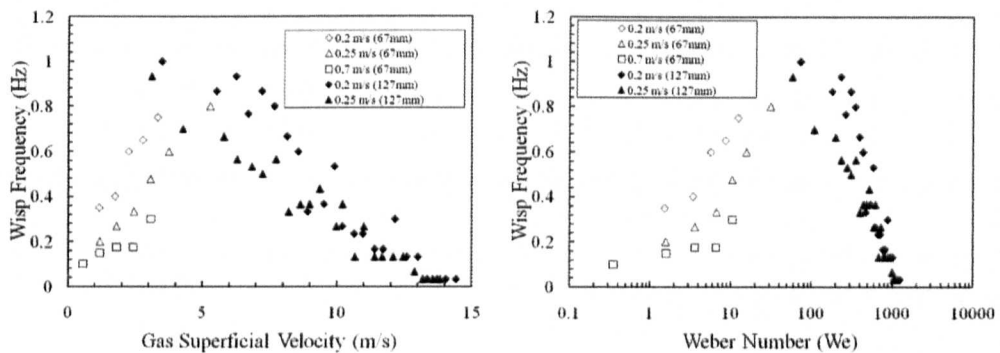 1.2
1
0.8
0.6
0.4
0.2
0
Wisp Frequency (Hz)
0.2 m/s (67mm)
0.25 m/s (67mm)
0.7 m/s (67mm)
0.2 m/s (127mm)
0.25 m/s (127mm)
0 5 10 15
Gas Superficial Velocity (m/s)
1.2
1
0.8
0.6
0.4
0.2
0
Wisp Frequency (Hz)
0.2 m/s (67mm)
0.25 m/s (67mm)
0.7 m/s (67mm)
0.2 m/s (127mm)
0.25 m/s (127mm)
0.1 1 10 100 1000 10000
Weber Number (We)